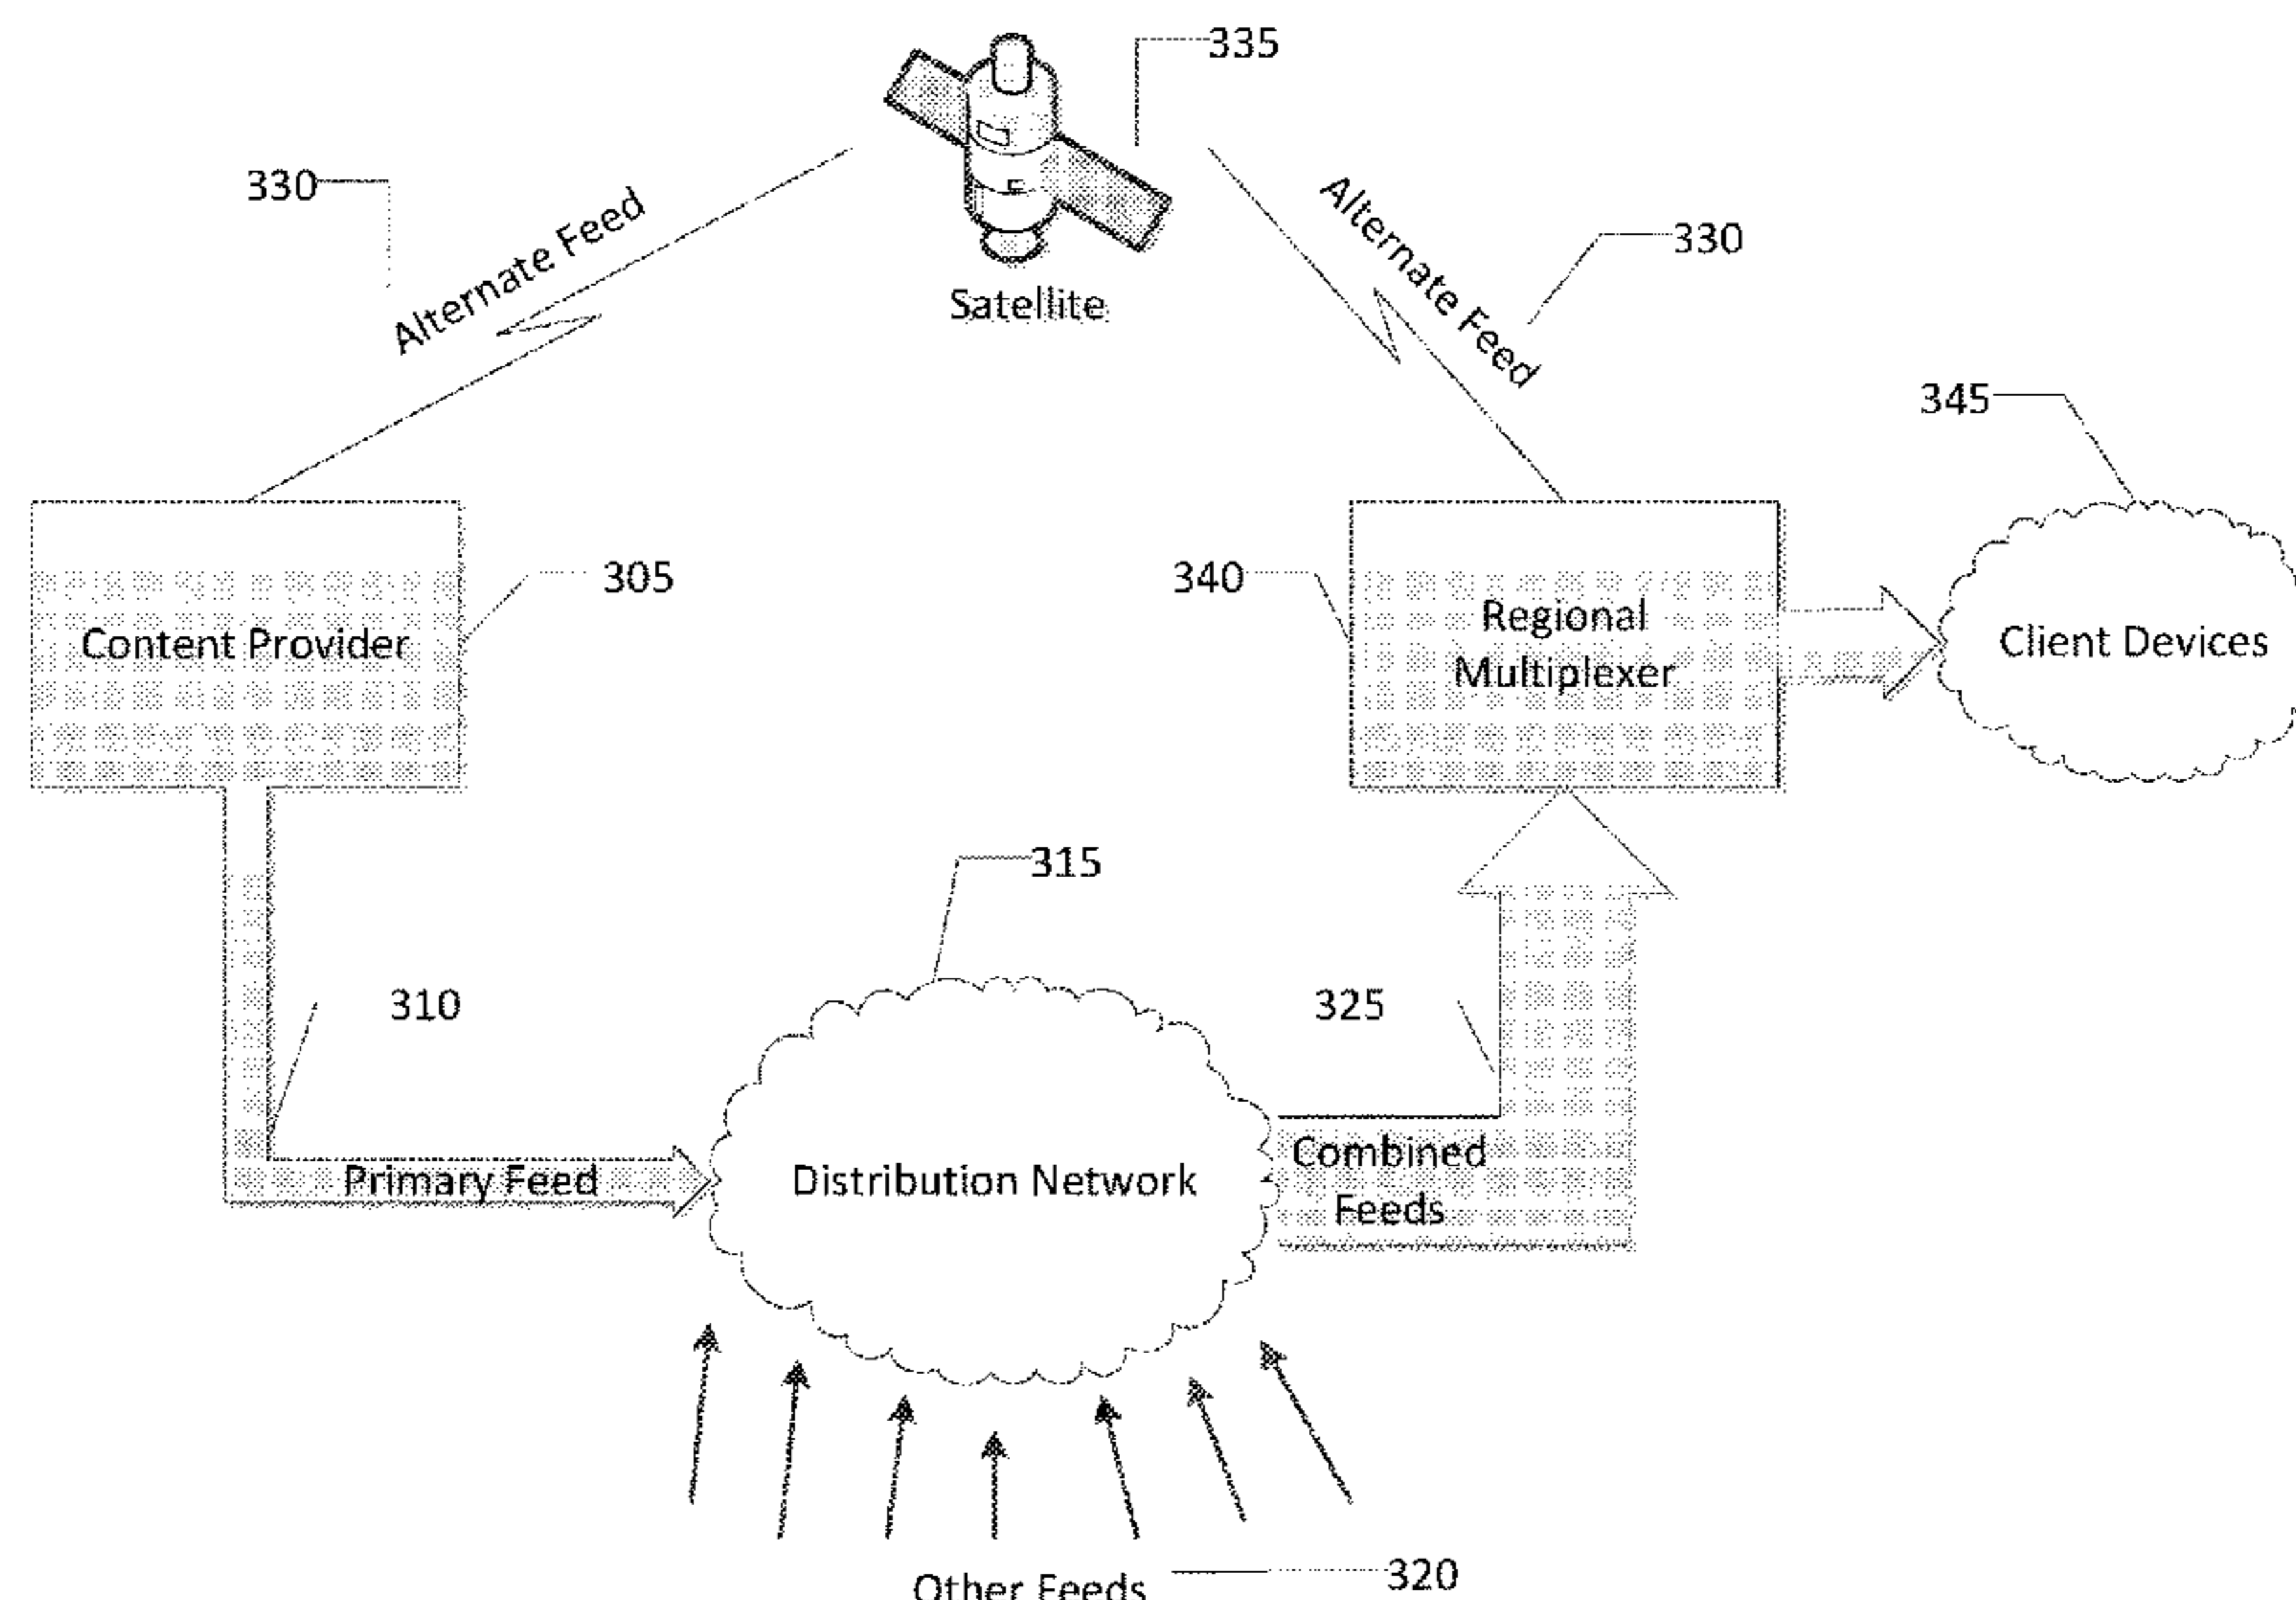 335
330
Alternate Feed
Satellite
Alternate Feed
330
345
Content Provider
305
340
Regional
Multiplexer
Client Devices
315
310
325
Primary Feed
Distribution Network
Combined
Feeds
Other Feeds
320